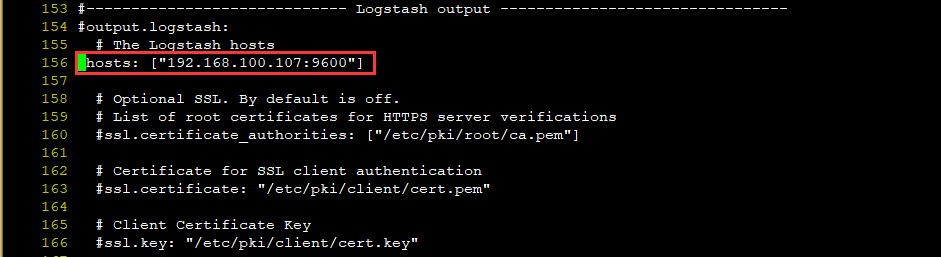 153 #----------------------------- Logstash output --------------------------------
154 #output.logstash:
155   # The Logstash hosts
156  hosts: ["192.168.100.107:9600"]
157
158   # Optional SSL. By default is off.
159   # List of root certificates for HTTPS server verifications
160   #ssl.certificate_authorities: ["/etc/pki/root/ca.pem"]
161
162   # Certificate for SSL client authentication
163   #ssl.certificate: "/etc/pki/client/cert.pem"
164
165   # Client Certificate Key
166   #ssl.key: "/etc/pki/client/cert.key"